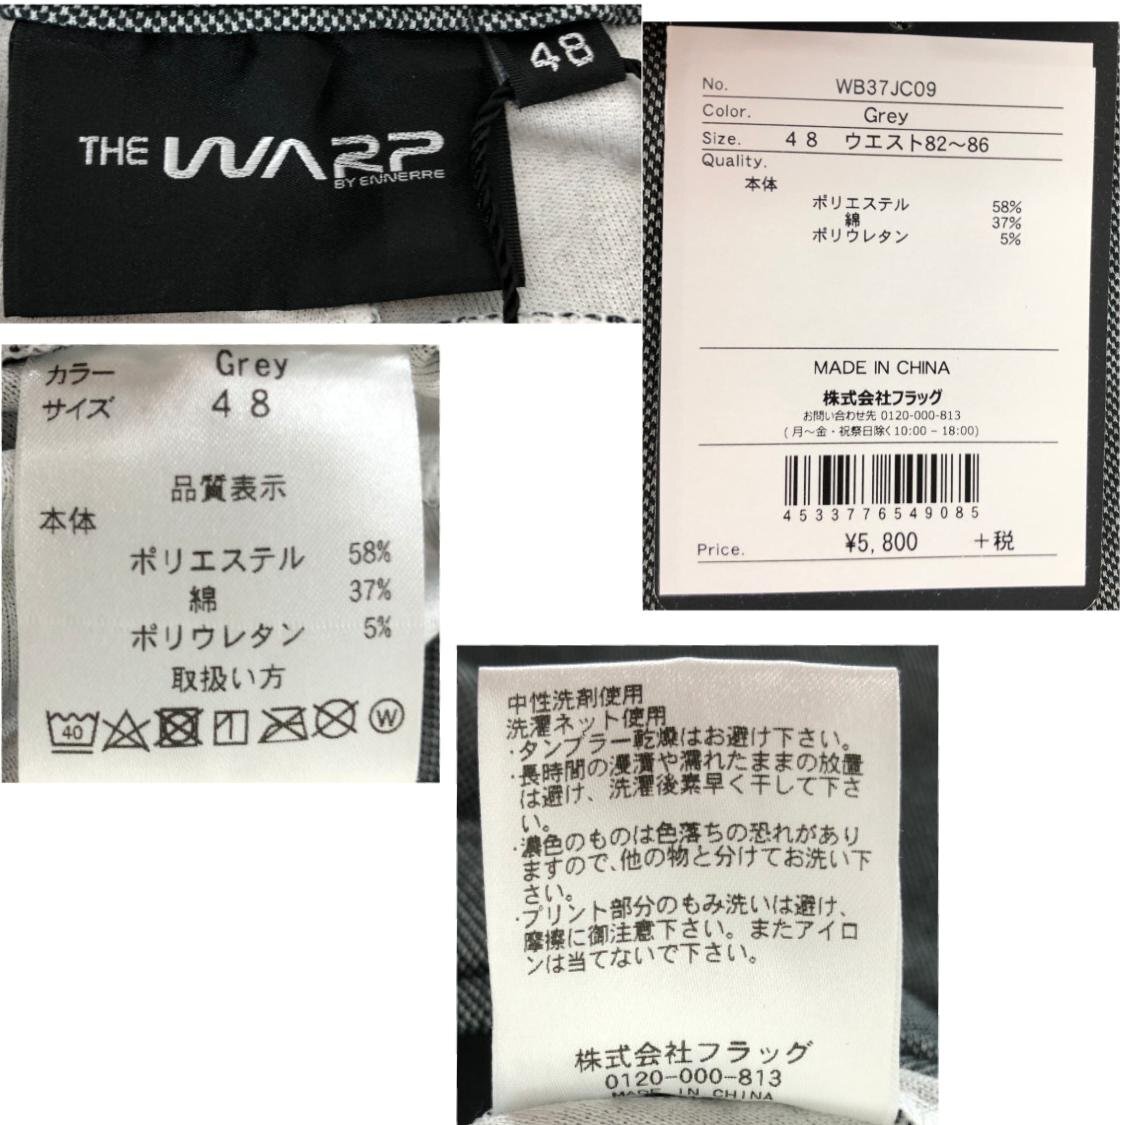 THE WARP
BY ENNERRE
48
No. WB37JC09
Color. Grey
Size. 48 ウエスト82～86
Quality.
本体
ポリエステル 58%
綿 37%
ポリウレタン 5%
MADE IN CHINA
株式会社フラッグ
お問い合わせ先 0120-000-813
(月～金・祝祭日除く10:00 - 18:00)
4533776549085
Price. ¥5,800 +税
カラー Grey
サイズ 48
品質表示
本体
ポリエステル 58%
綿 37%
ポリウレタン 5%
取扱い方
40
W
中性洗剤使用
洗濯ネット使用
・タンブラー乾燥はお避け下さい。
・長時間の浸漬や濡れたままの放置
は避け、洗濯後素早く干して下さ
い。
・濃色のものは色落ちの恐れがあり
ますので､他の物と分けてお洗い下
さい。
・プリント部分のもみ洗いは避け、
摩擦に御注意下さい。またアイロ
ンは当てないで下さい。
株式会社フラッグ
0120-000-813
MADE IN CHINA